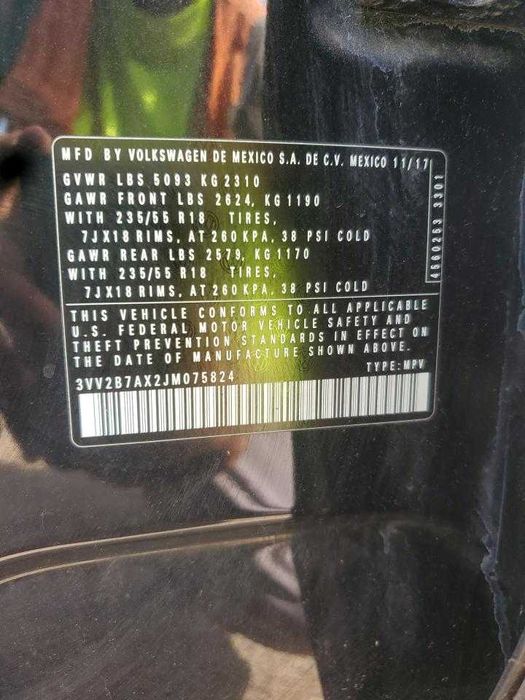 MFD BY VOLKSWAGEN DE MEXICO S.A. DE C.V. MEXICO 11/17
GVWR LBS 5093 KG 2310
GAWR FRONT LBS 2624, KG 1190
WITH 235/55 R18 TIRES,
7JX18 RIMS, AT 260 KPA, 38 PSI COLD
GAWR REAR LBS 2579, KG 1170
WITH 235/55 R18 TIRES,
7JX18 RIMS, AT 260 KPA, 38 PSI COLD
4560253 3301
THIS VEHICLE CONFORMS TO ALL APPLICABLE
U.S. FEDERAL MOTOR VEHICLE SAFETY AND
THEFT PREVENTION STANDARDS IN EFFECT ON
THE DATE OF MANUFACTURE SHOWN ABOVE.
3VV2B7AX2JM075824 TYPE: MPV